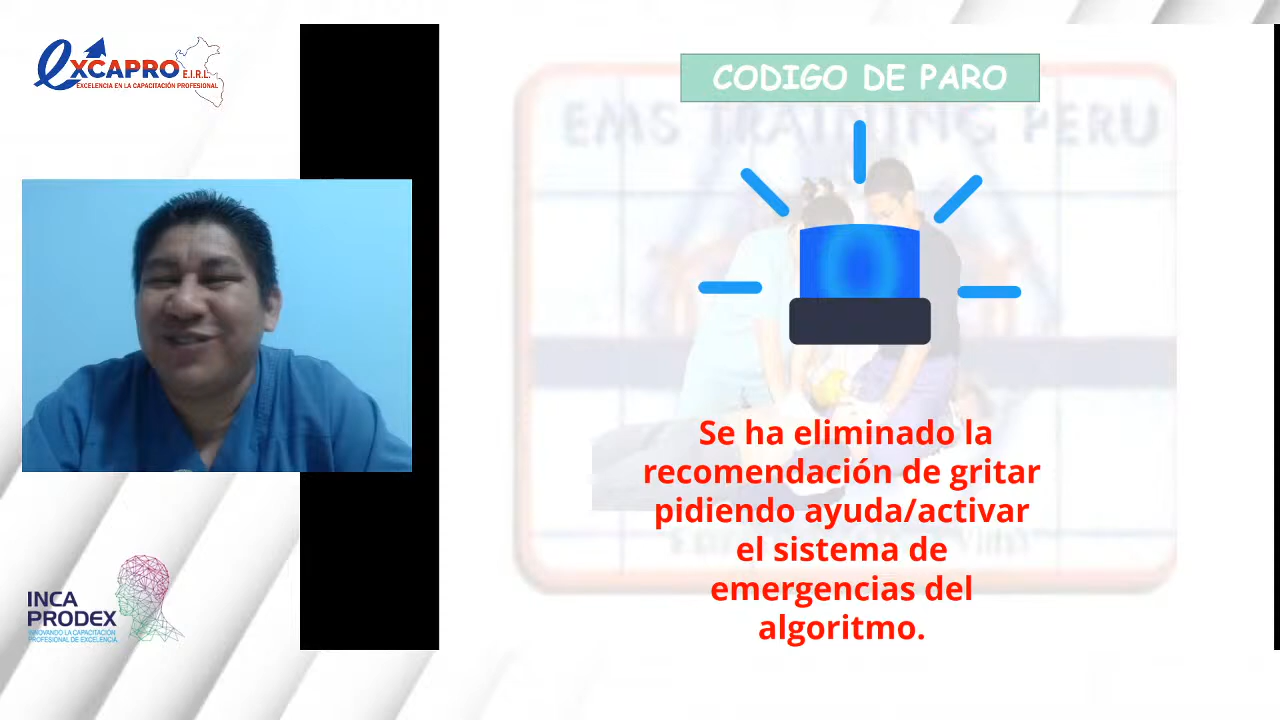 excapro E.I.R.L.
EXCELENCIA EN LA CAPACITACIÓN PROFESIONAL
CODIGO DE PARO
EMS TRAINING PERU
Se ha eliminado la
recomendación de gritar
pidiendo ayuda/activar
el sistema de
emergencias del
algoritmo.
INCA
PRODEX
INNOVANDO LA CAPACITACIÓN
PROFESIONAL DE EXCELENCIA